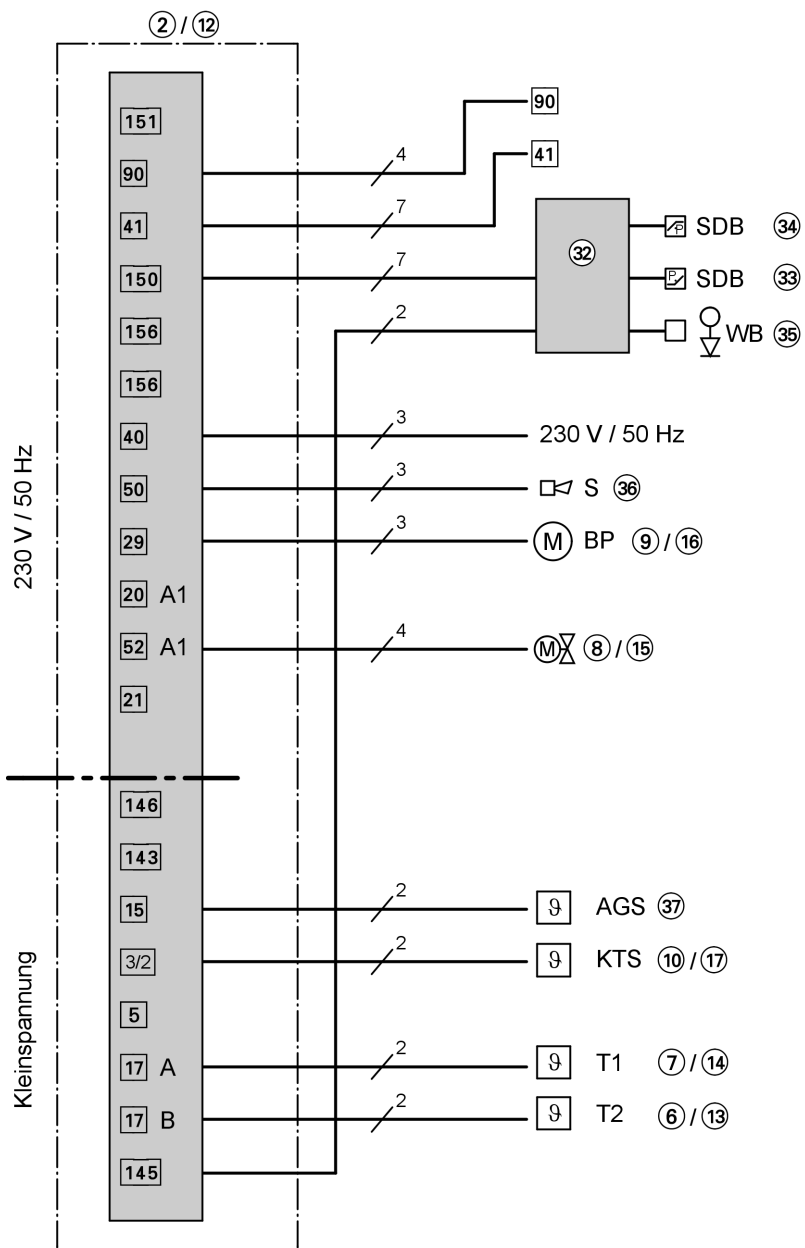 2 / 12
151
90
41
150
156
156
40
50
29
20 A1
52 A1
21
146
143
15
3/2
5
17 A
17 B
145
230 V / 50 Hz
Kleinspannung
4
7
7
2
3
3
3
4
2
2
2
2
90
41
32
P SDB 34
P SDB 33
WB 35
230 V / 50 Hz
S 36
M BP 9 / 16
M 8 / 15
ϑ AGS 37
ϑ KTS 10 / 17
ϑ T1 7 / 14
ϑ T2 6 / 13